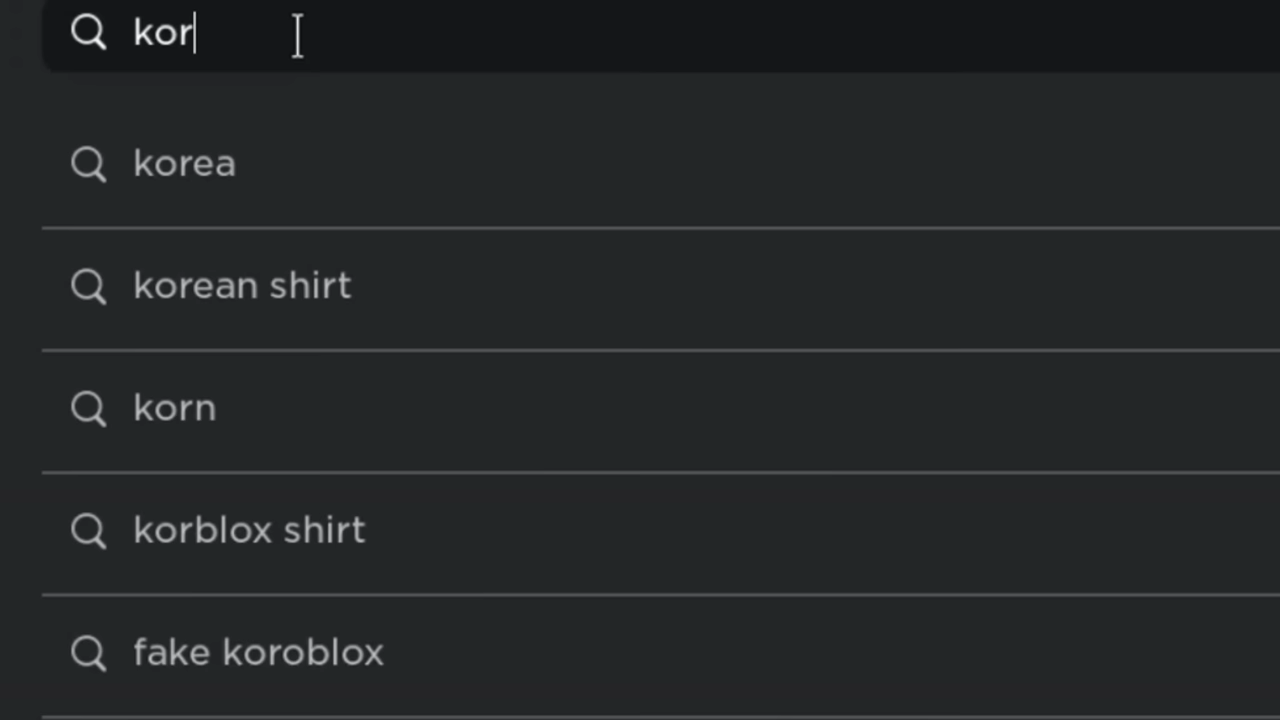 kor
korea
korean shirt
korn
korblox shirt
fake koroblox